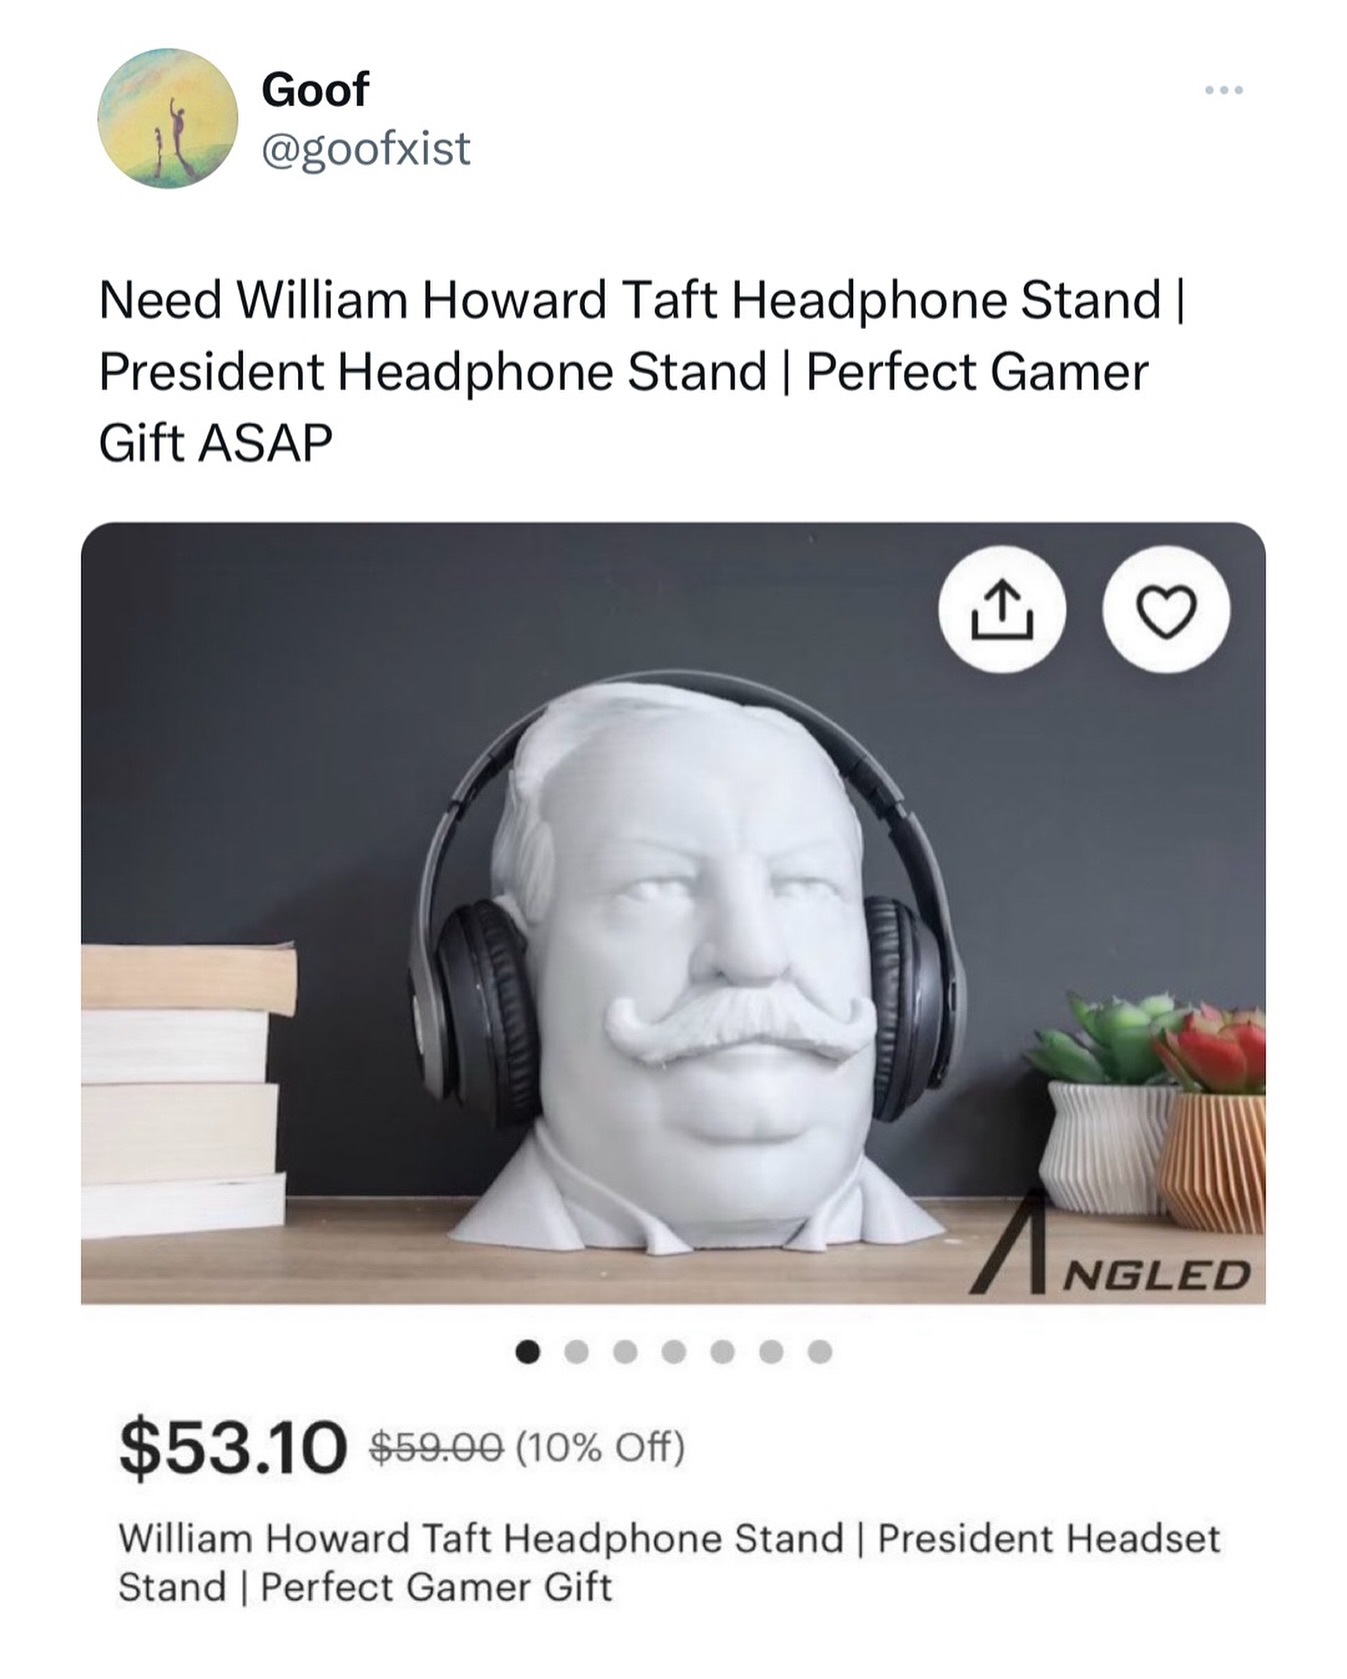 Goof
@goofxist
Need William Howard Taft Headphone Stand |
President Headphone Stand | Perfect Gamer
Gift ASAP
ANGLED
$53.10 $59.00 (10% Off)
William Howard Taft Headphone Stand | President Headset
Stand | Perfect Gamer Gift